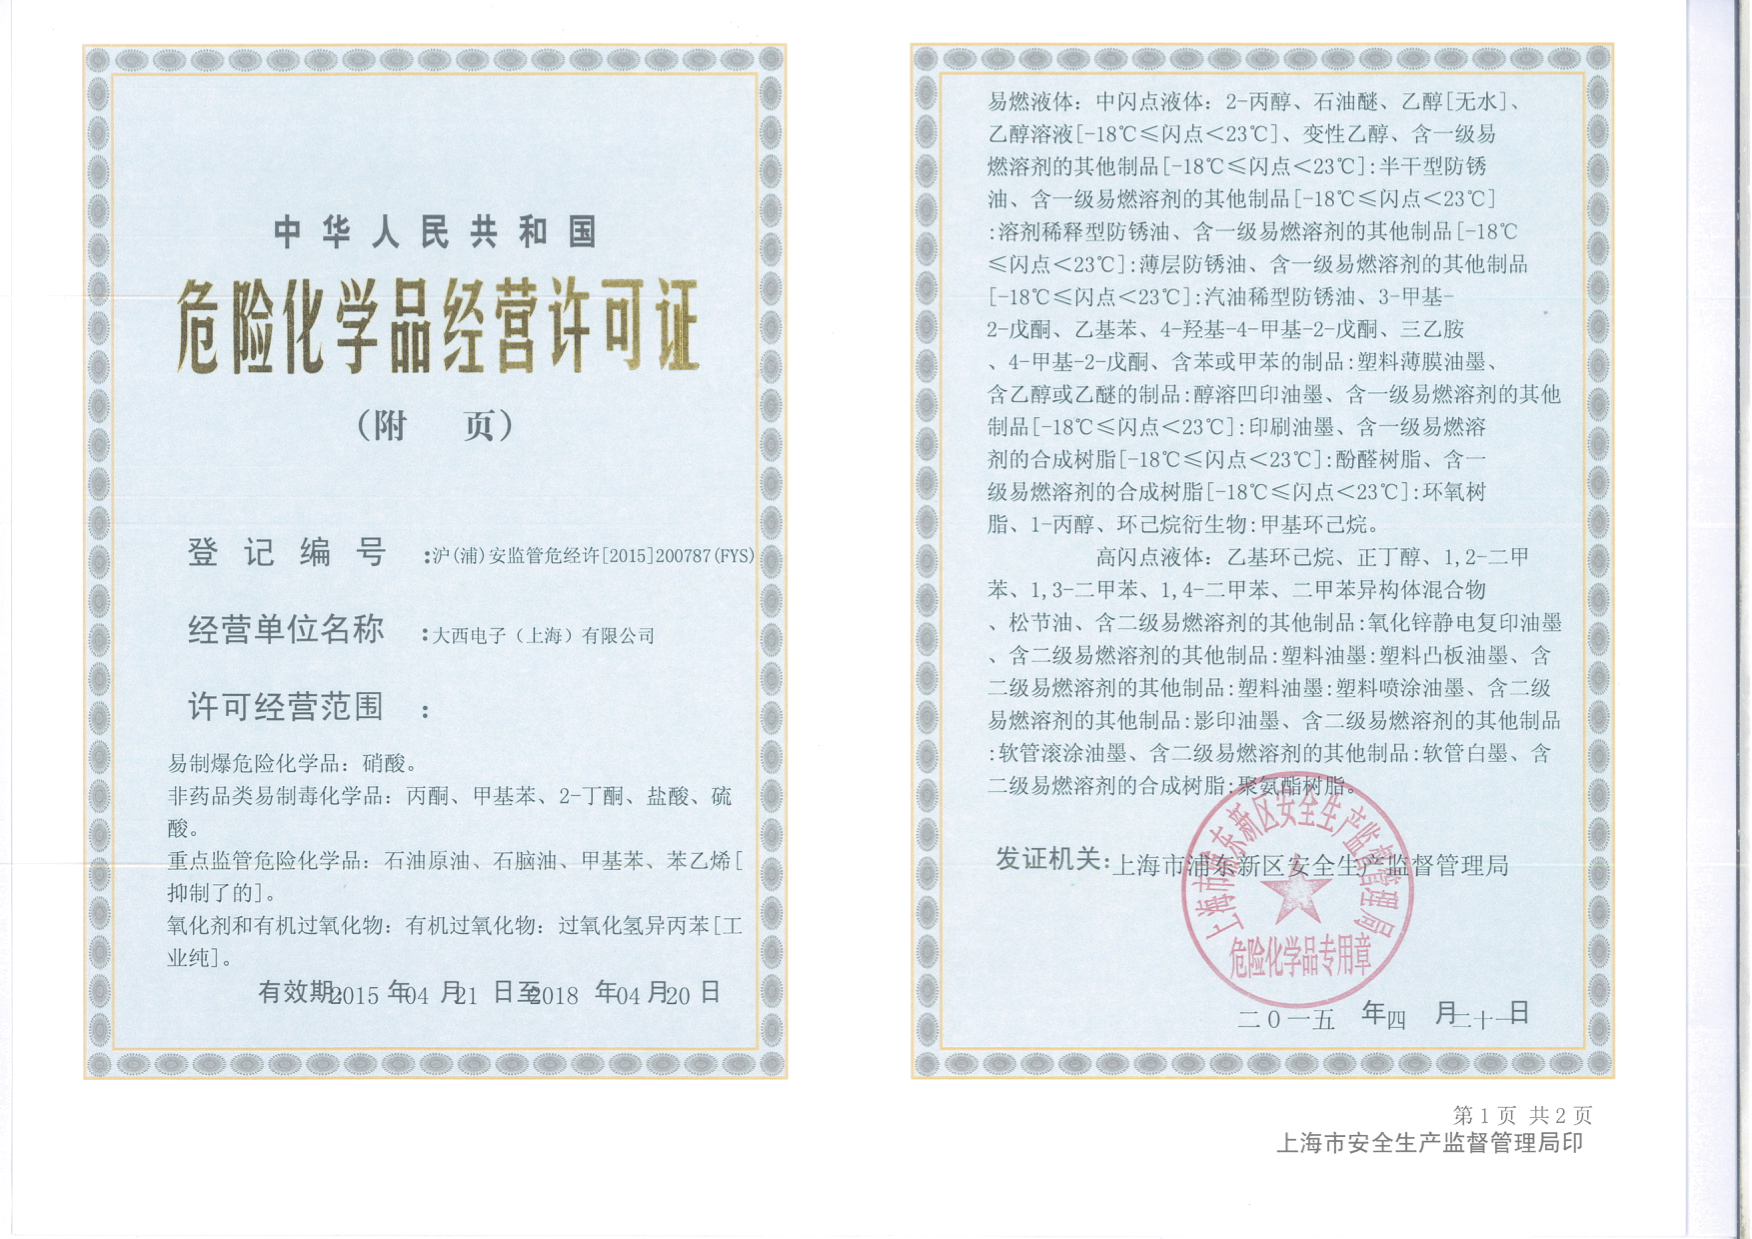 中华人民共和国
危险化学品经营许可证
(附 页)
登记编号 :沪(浦)安监管危经许[2015]200787(FYS)
经营单位名称 :大西电子（上海）有限公司
许可经营范围 :
易制爆危险化学品：硝酸。
非药品类易制毒化学品：丙酮、甲基苯、2-丁酮、盐酸、硫
酸。
重点监管危险化学品：石油原油、石脑油、甲基苯、苯乙烯[
抑制了的]。
氧化剂和有机过氧化物：有机过氧化物：过氧化氢异丙苯[工
业纯]。
有效期:2015 年04 月21 日至2018 年04 月20 日
易燃液体：中闪点液体：2-丙醇、石油醚、乙醇[无水]、
乙醇溶液[-18℃≤闪点＜23℃]、变性乙醇、含一级易
燃溶剂的其他制品[-18℃≤闪点＜23℃]:半干型防锈
油、含一级易燃溶剂的其他制品[-18℃≤闪点＜23℃]
:溶剂稀释型防锈油、含一级易燃溶剂的其他制品[-18℃
≤闪点＜23℃]:薄层防锈油、含一级易燃溶剂的其他制品
[-18℃≤闪点＜23℃]:汽油稀型防锈油、3-甲基-
2-戊酮、乙基苯、4-羟基-4-甲基-2-戊酮、三乙胺
、4-甲基-2-戊酮、含苯或甲苯的制品:塑料薄膜油墨、
含乙醇或乙醚的制品:醇溶凹印油墨、含一级易燃溶剂的其他
制品[-18℃≤闪点＜23℃]:印刷油墨、含一级易燃溶
剂的合成树脂[-18℃≤闪点＜23℃]:酚醛树脂、含一
级易燃溶剂的合成树脂[-18℃≤闪点＜23℃]:环氧树
脂、1-丙醇、环己烷衍生物:甲基环己烷。
高闪点液体：乙基环己烷、正丁醇、1,2-二甲
苯、1,3-二甲苯、1,4-二甲苯、二甲苯异构体混合物
、松节油、含二级易燃溶剂的其他制品:氧化锌静电复印油墨
、含二级易燃溶剂的其他制品:塑料油墨:塑料凸板油墨、含
二级易燃溶剂的其他制品:塑料油墨:塑料喷涂油墨、含二级
易燃溶剂的其他制品:影印油墨、含二级易燃溶剂的其他制品
:软管滚涂油墨、含二级易燃溶剂的其他制品:软管白墨、含
二级易燃溶剂的合成树脂:聚氨酯树脂。
发证机关:上海市浦东新区安全生产监督管理局
上海市浦东新区安全生产监督管理局
危险化学品专用章
二０一五 年四 月二十一日
第 1 页 共 2 页
上海市安全生产监督管理局印